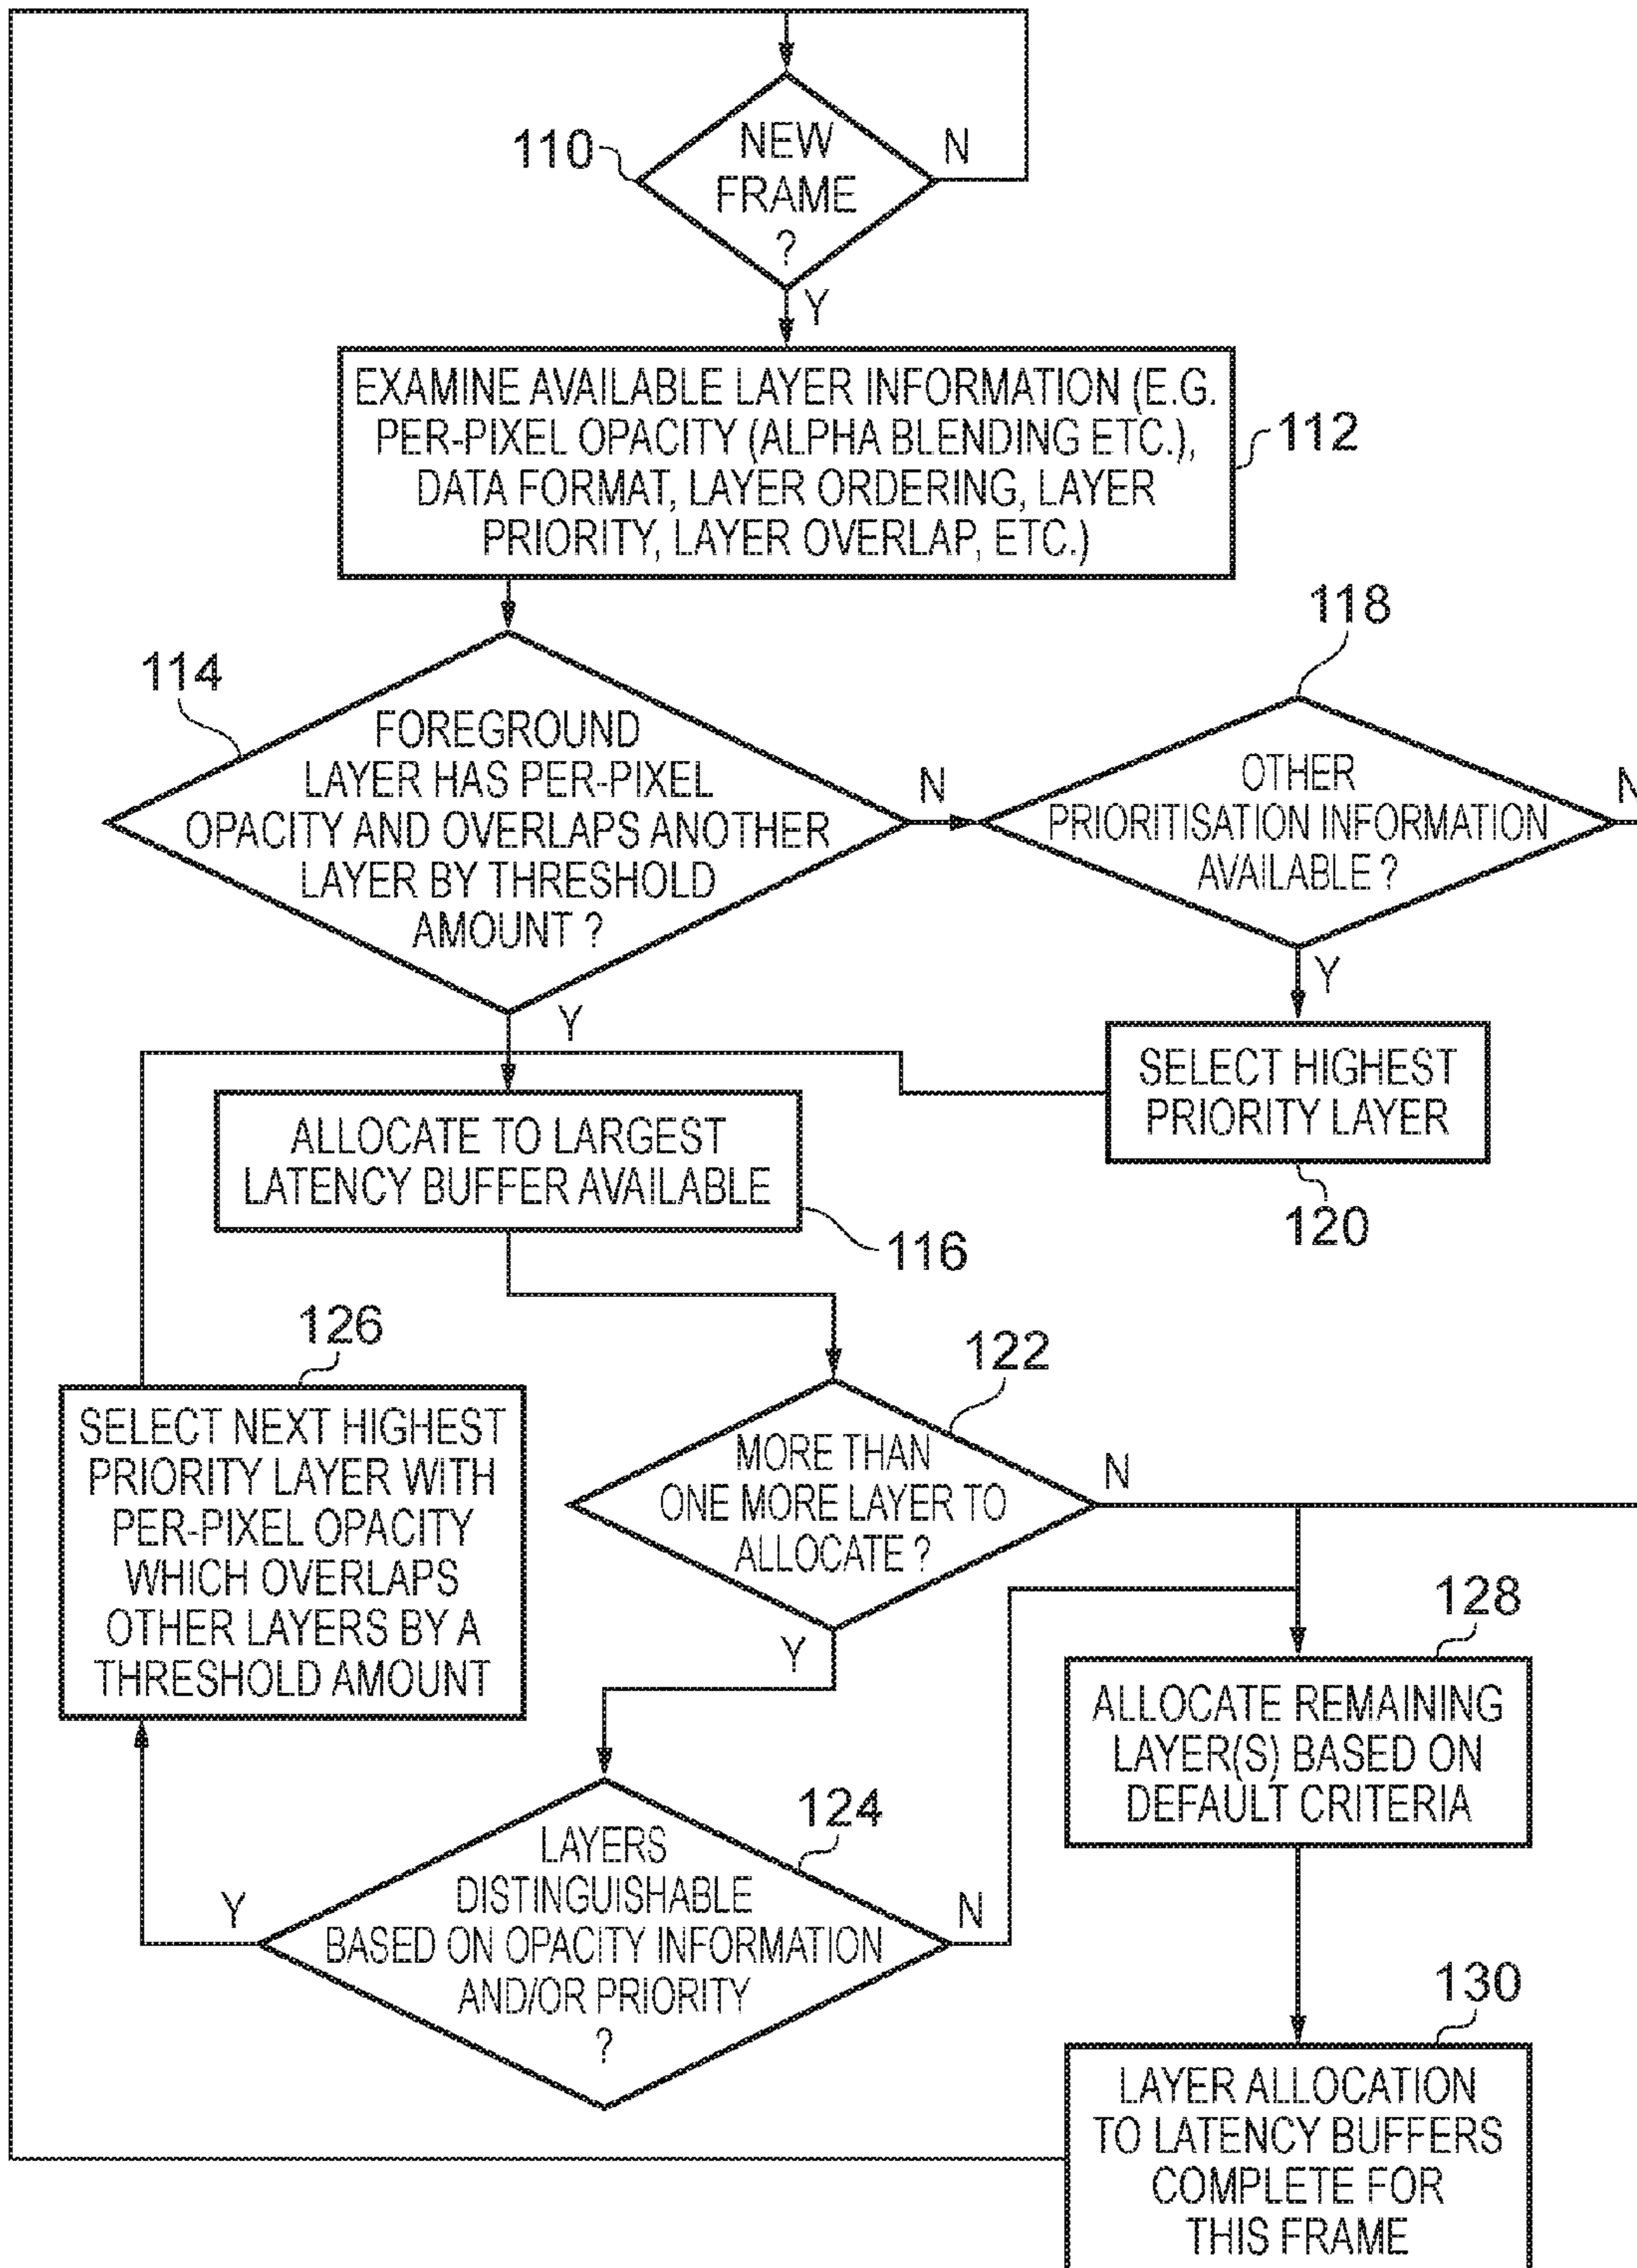 110
NEW
FRAME
?
N
Y
EXAMINE AVAILABLE LAYER INFORMATION (E.G.
PER-PIXEL OPACITY (ALPHA BLENDING ETC.),
DATA FORMAT, LAYER ORDERING, LAYER
PRIORITY, LAYER OVERLAP, ETC.)
112
114
FOREGROUND
LAYER HAS PER-PIXEL
OPACITY AND OVERLAPS ANOTHER
LAYER BY THRESHOLD
AMOUNT ?
N
Y
118
OTHER
PRIORITISATION INFORMATION
AVAILABLE ?
N
Y
SELECT HIGHEST
PRIORITY LAYER
120
ALLOCATE TO LARGEST
LATENCY BUFFER AVAILABLE
116
126
SELECT NEXT HIGHEST
PRIORITY LAYER WITH
PER-PIXEL OPACITY
WHICH OVERLAPS
OTHER LAYERS BY A
THRESHOLD AMOUNT
122
MORE THAN
ONE MORE LAYER TO
ALLOCATE ?
N
Y
128
ALLOCATE REMAINING
LAYER(S) BASED ON
DEFAULT CRITERIA
124
LAYERS
DISTINGUISHABLE
BASED ON OPACITY INFORMATION
AND/OR PRIORITY
?
Y
N
130
LAYER ALLOCATION
TO LATENCY BUFFERS
COMPLETE FOR
THIS FRAME